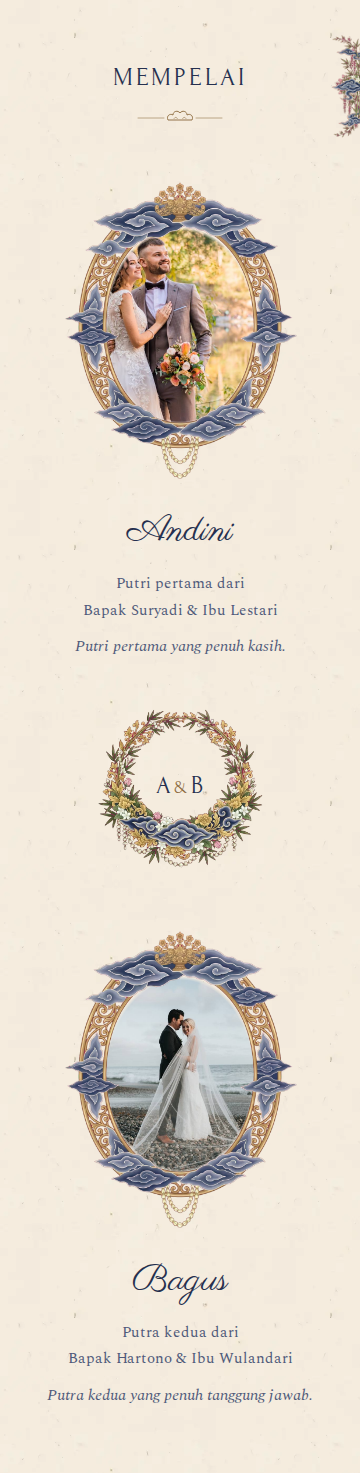 MEMPELAI
Andini
Putri pertama dari
Bapak Suryadi & Ibu Lestari
Putri pertama yang penuh kasih.
A & B
Bagus
Putra kedua dari
Bapak Hartono & Ibu Wulandari
Putra kedua yang penuh tanggung jawab.